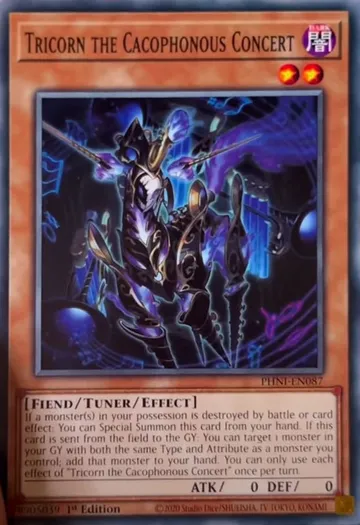 TRICORN THE CACOPHONOUS CONCERT
DARK
闇
PHNI-EN087
[FIEND/TUNER/EFFECT]
If a monster(s) in your possession is destroyed by battle or card
effect: You can Special Summon this card from your hand. If this
card is sent from the field to the GY: You can target 1 monster
in your GY with both the same Type and Attribute as a monster you
control; add that monster to your hand. You can only use each
effect of "Tricorn the Cacophonous Concert" once per turn.
ATK/ 0 DEF/ 0
1st Edition
©2020 Studio Dice/SHUEISHA, TV TOKYO, KONAMI